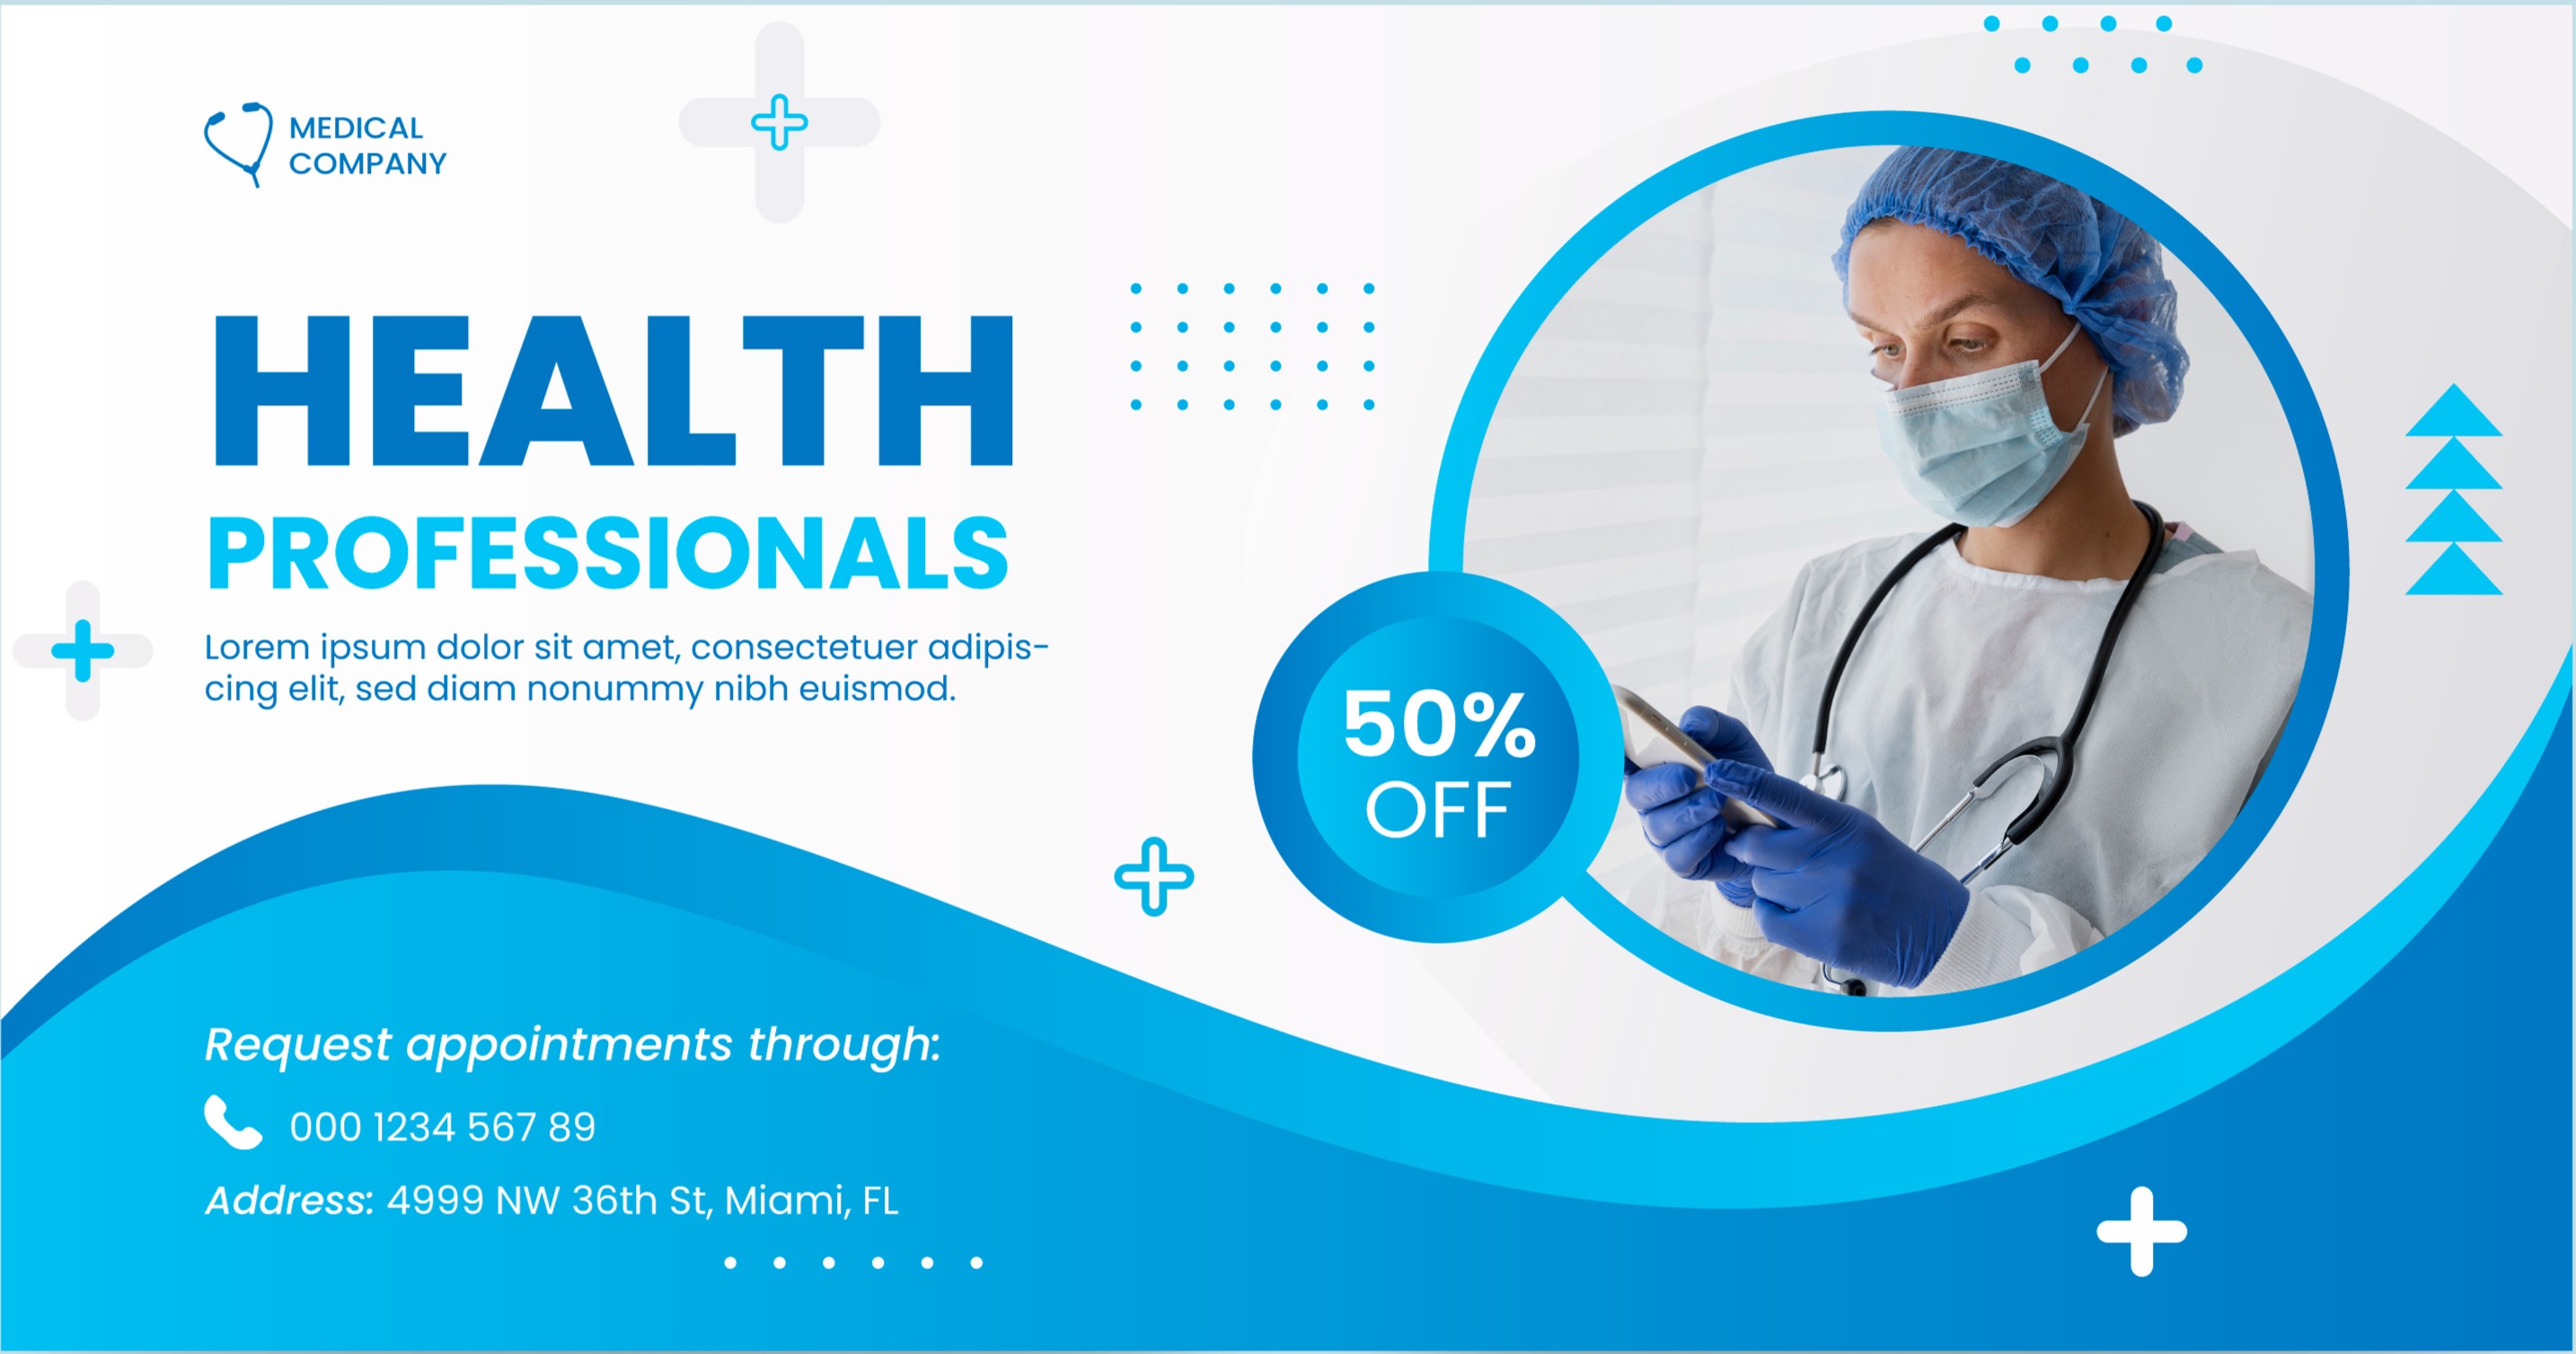 MEDICAL
COMPANY
HEALTH
PROFESSIONALS
Lorem ipsum dolor sit amet, consectetuer adipis-
cing elit, sed diam nonummy nibh euismod.
50%
OFF
Request appointments through:
000 1234 567 89
Address: 4999 NW 36th St, Miami, FL